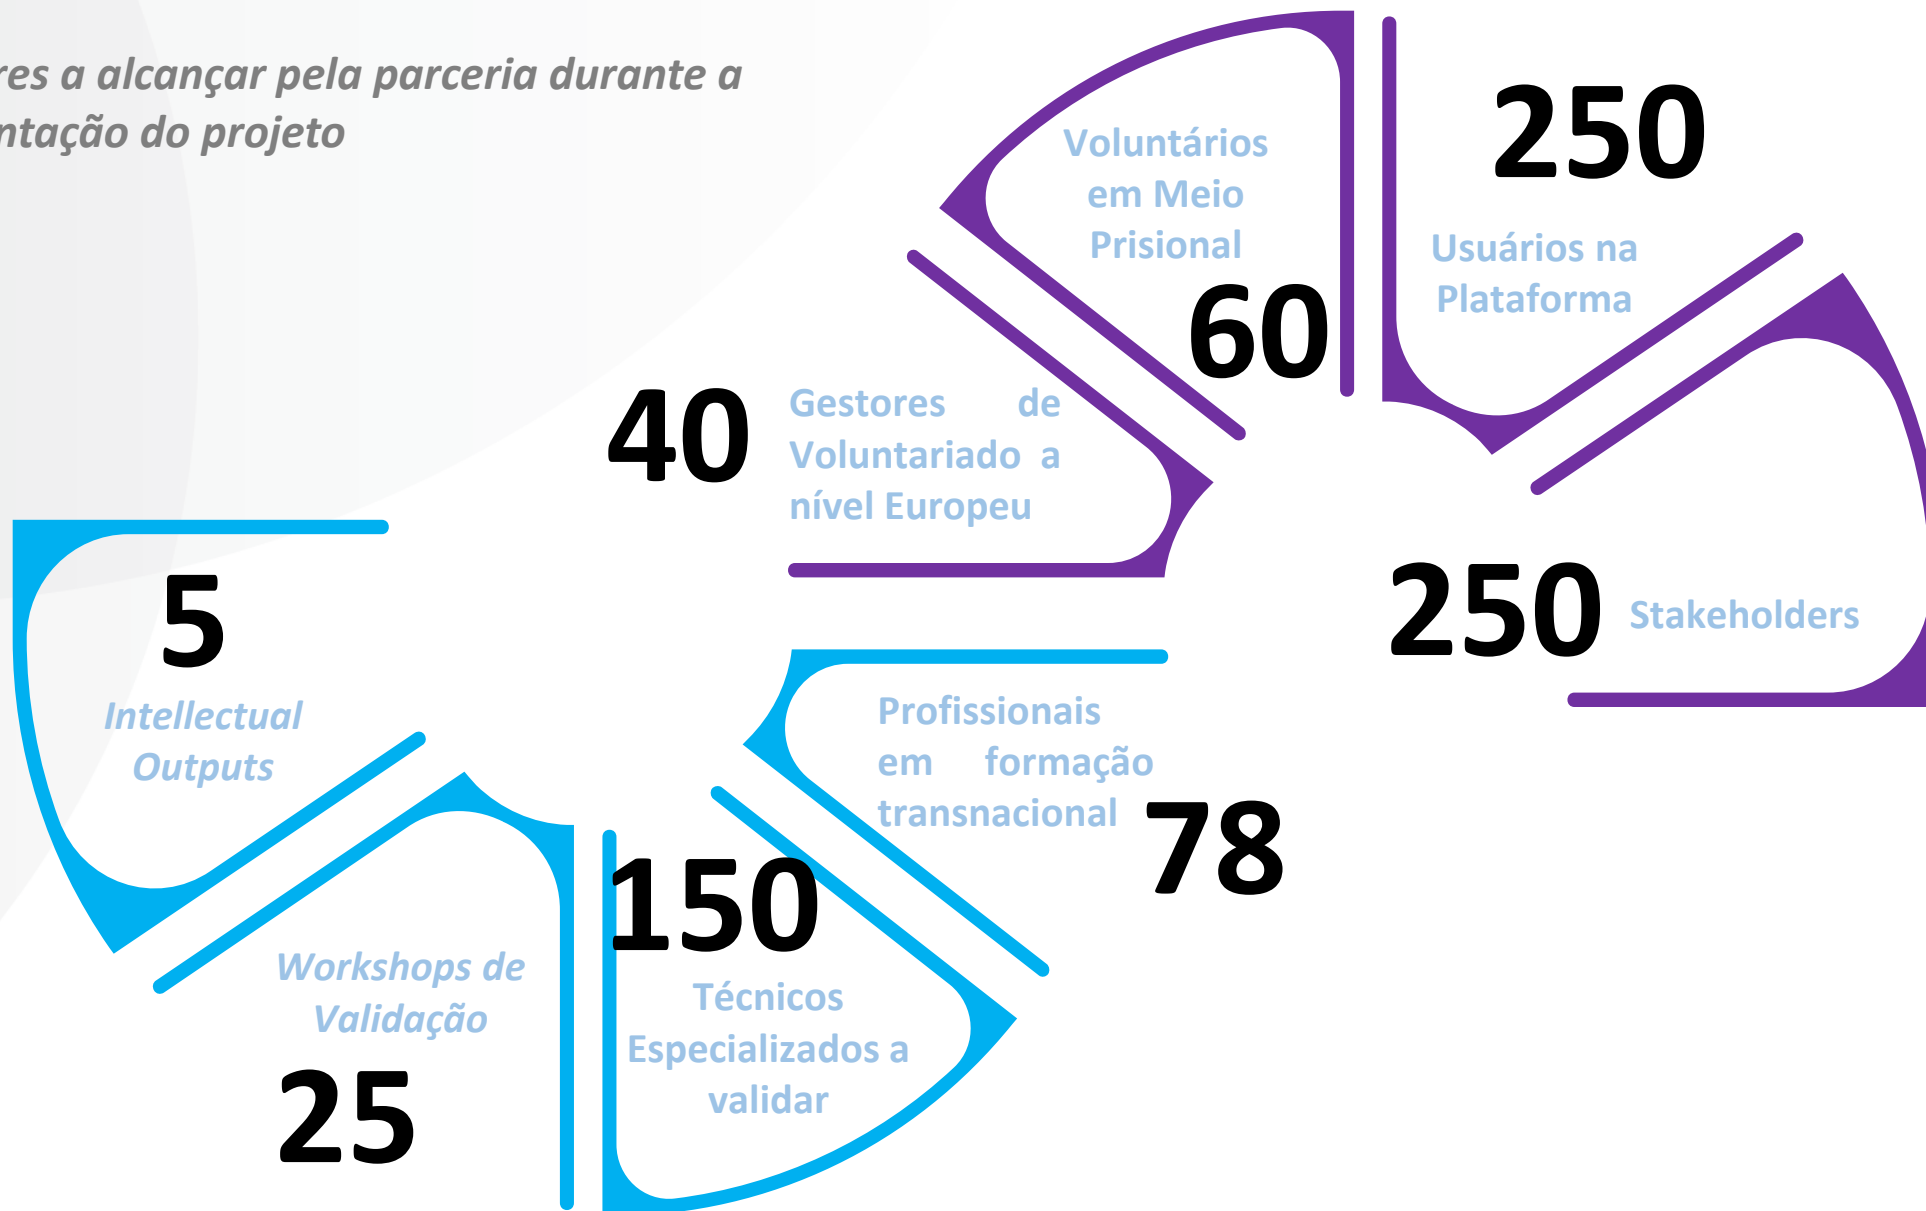 a alcançar pela parceria durante a
do projeto
5
Intellectual
Outputs
Workshops de
Validação
25
150
Técnicos
Especializados a
validar
Profissionais
em formação
transnacional
78
40
Gestores de
Voluntariado a
nível Europeu
Voluntários
em Meio
Prisional
60
250
Usuários na
Plataforma
250
Stakeholders